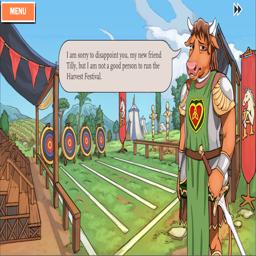 MENU
I am sorry to disappoint you, my new friend
Tilly, but I am not a good person to run the
Harvest Festival.